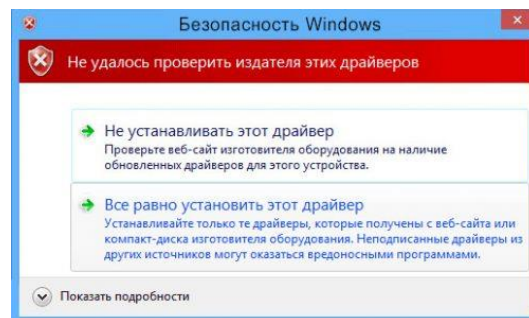 Безопасность Windows
Не удалось проверить издателя этих драйверов
Не устанавливать этот драйвер
Проверьте веб-сайт изготовителя оборудования на наличие
обновленных драйверов для этого устройства.
Все равно установить этот драйвер
Устанавливайте только те драйверы, которые получены с веб-сайта или
компакт-диска изготовителя оборудования. Неподписанные драйверы из
других источников могут оказаться вредоносными программами.
Показать подробности